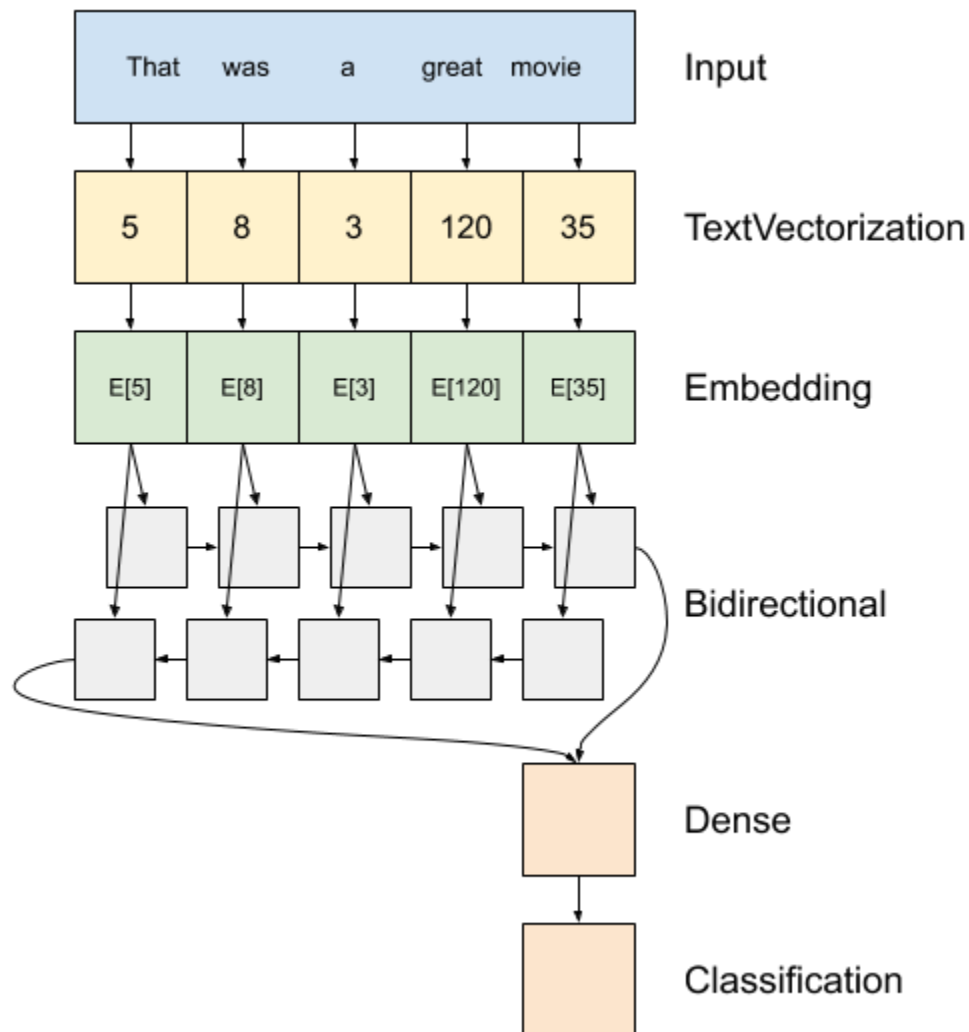 That was a great movie
Input
5 8 3 120 35
TextVectorization
E[5] E[8] E[3] E[120] E[35]
Embedding
Bidirectional
Dense
Classification